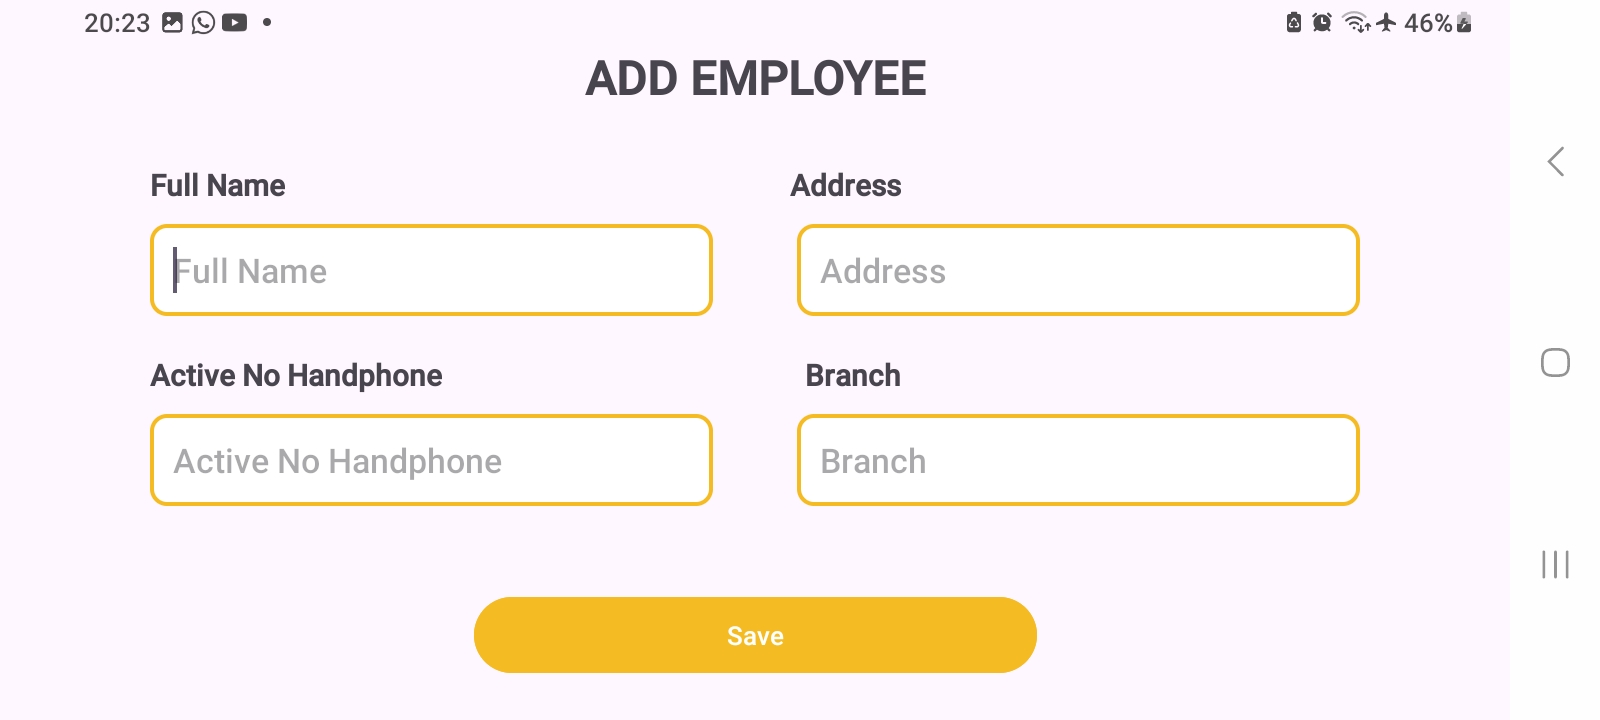 20:23
46%
ADD EMPLOYEE
Full Name
Address
Full Name
Address
Active No Handphone
Branch
Active No Handphone
Branch
Save